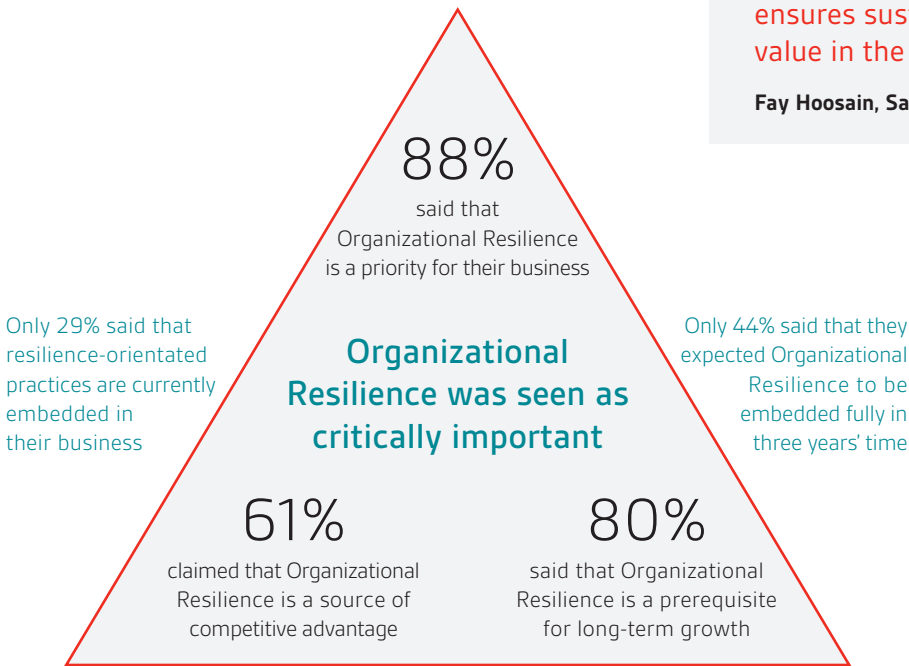 ensures
value in the
Fay Hoosain,
88%
said that
Organizational Resilience
is a priority for their business
Only 29% said that
resilience-orientated
practices are currently
embedded in
their business
Organizational
Resilience was seen as
critically important
Only 44% said that they
expected Organizational
Resilience to be
embedded fully in
three years' time
61%
claimed that Organizational
Resilience is a source of
competitive advantage
80%
said that Organizational
Resilience is a prerequisite
for long-term growth